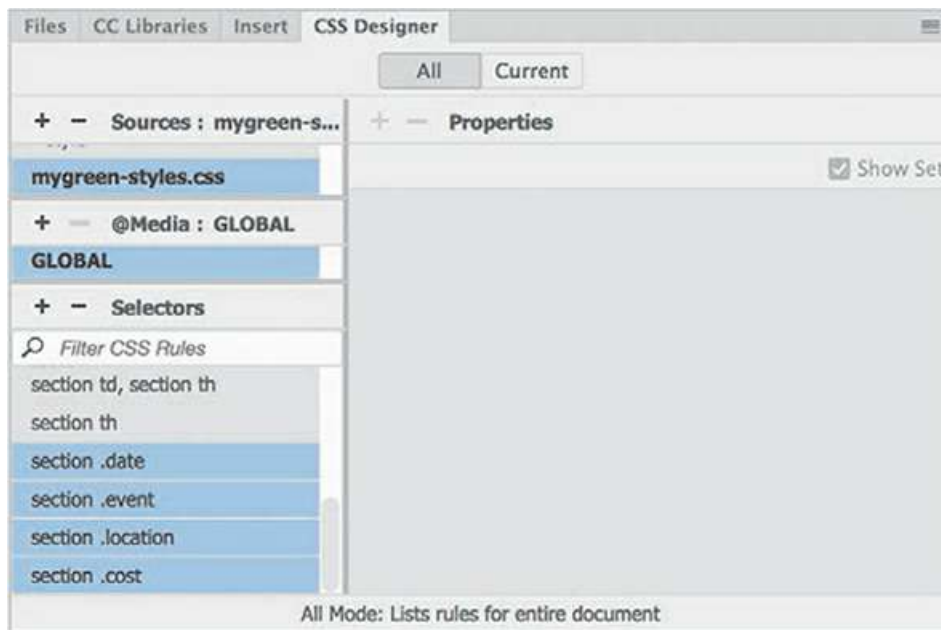 Files CC Libraries Insert CSS Designer
All Current
+ − Sources : mygreen-s...
+ − Properties
mygreen-styles.css
Show Set
+ − @Media : GLOBAL
GLOBAL
+ − Selectors
Filter CSS Rules
section td, section th
section th
section .date
section .event
section .location
section .cost
All Mode: Lists rules for entire document